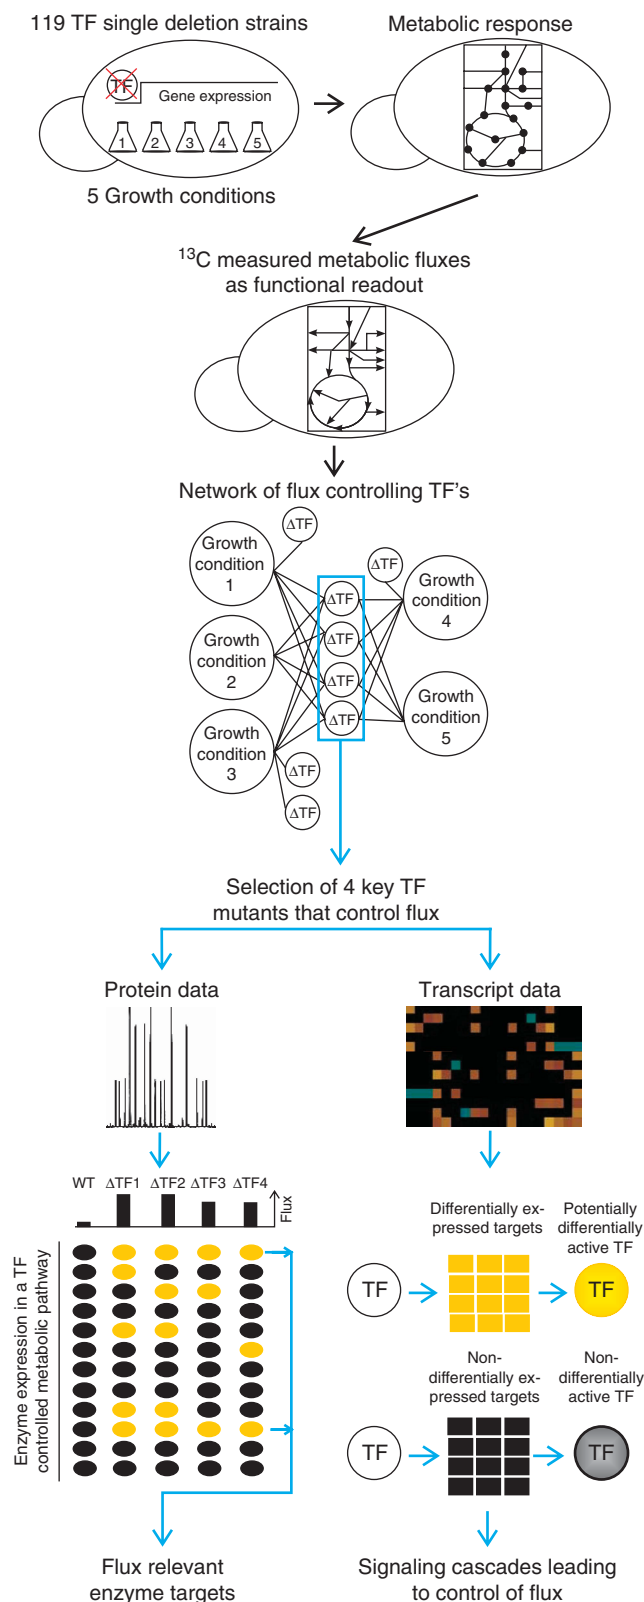 119 TF single deletion strains
Metabolic response
TF
Gene expression
1 2 3 4 5
5 Growth conditions
13C measured metabolic fluxes
as functional readout
Network of flux controlling TF's
ΔTF
Growth
condition
1
ΔTF
Growth
condition
4
ΔTF
ΔTF
Growth
condition
2
ΔTF
ΔTF
Growth
condition
5
Growth
condition
3
ΔTF
ΔTF
ΔTF
Selection of 4 key TF
mutants that control flux
Protein data
Transcript data
WT ΔTF1 ΔTF2 ΔTF3 ΔTF4
Flux
Enzyme expression in a TF
controlled metabolic pathway
Differentially ex-
pressed targets
Potentially
differentially
active TF
TF
TF
Non-
differentially ex-
pressed targets
Non-
differentially
active TF
TF
TF
Flux relevant
enzyme targets
Signaling cascades leading
to control of flux